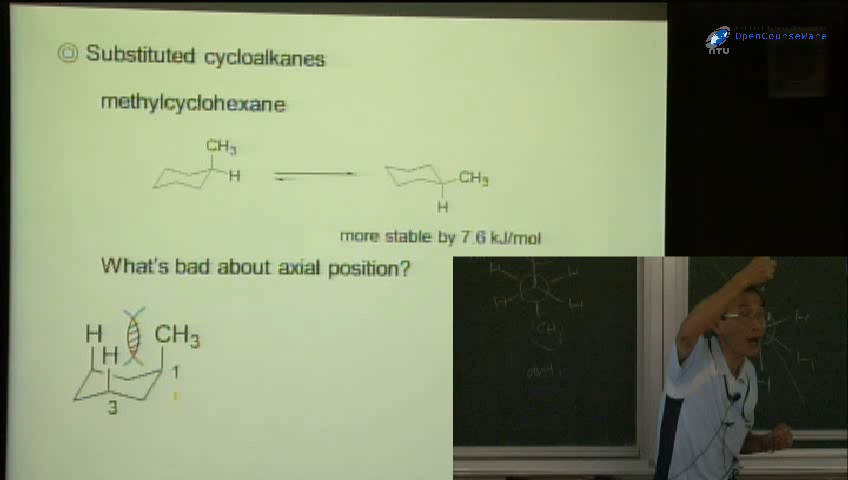 OpenCourseWare
NTU
Substituted cycloalkanes
methylcyclohexane
CH3
H
CH3
H
more stable by 7.6 kJ/mol
What's bad about axial position?
H
H
CH3
1
3
CH3